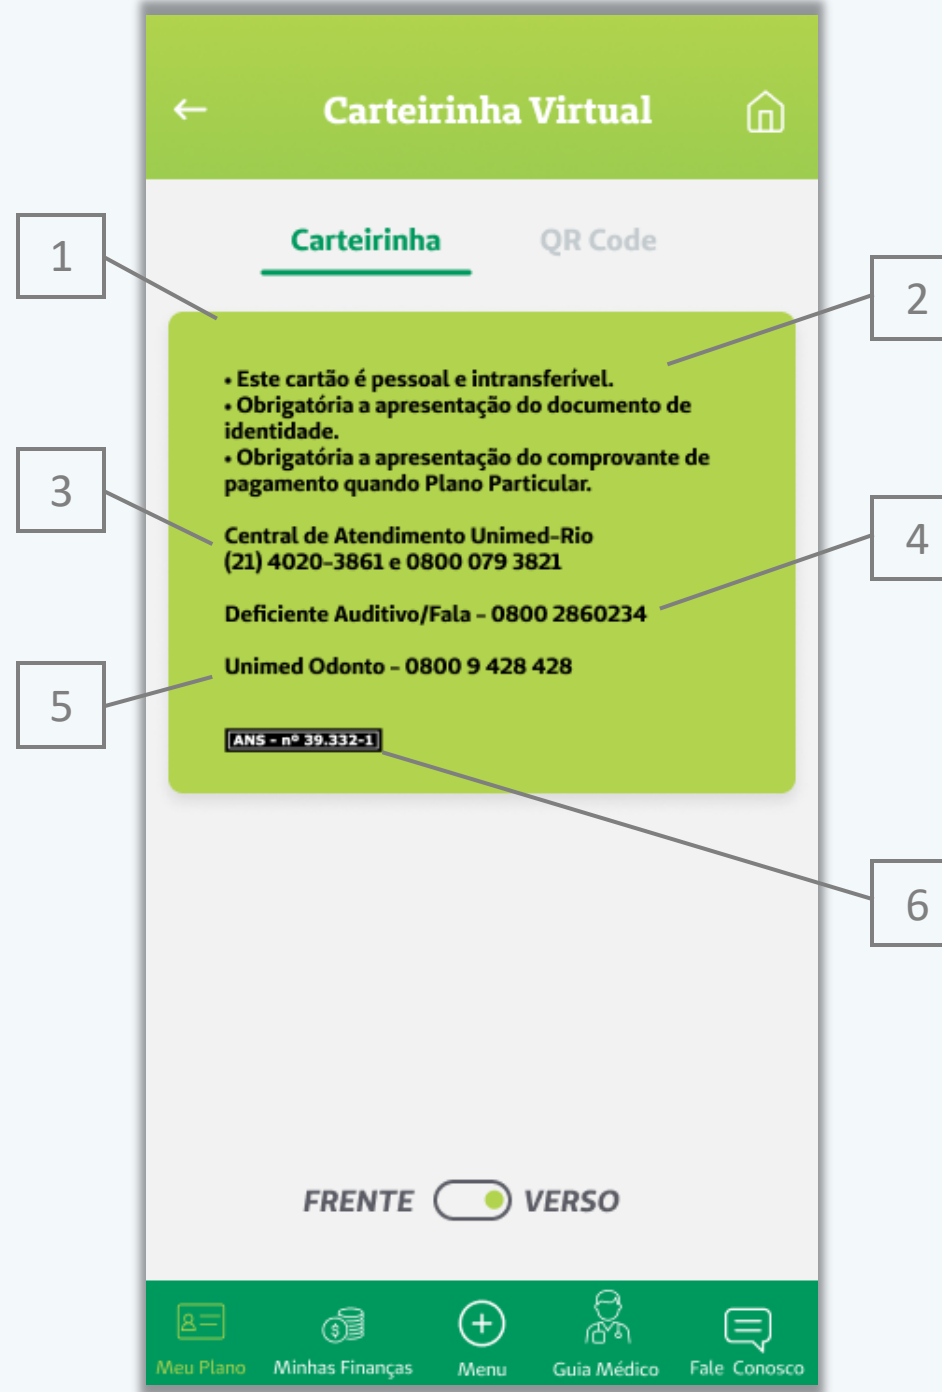 Carteirinha Virtual
Carteirinha
QR Code
1
2
• Este cartão é pessoal e intransferível.
• Obrigatória a apresentação do documento de
identidade.
• Obrigatória a apresentação do comprovante de
pagamento quando Plano Particular.
3
Central de Atendimento Unimed-Rio
(21) 4020-3861 e 0800 079 3821
4
Deficiente Auditivo/Fala - 0800 2860234
5
Unimed Odonto - 0800 9 428 428
ANS - nº 39.332-1
6
FRENTE
VERSO
Meu Plano
Minhas Finanças
Menu
Guia Médico
Fale Conosco